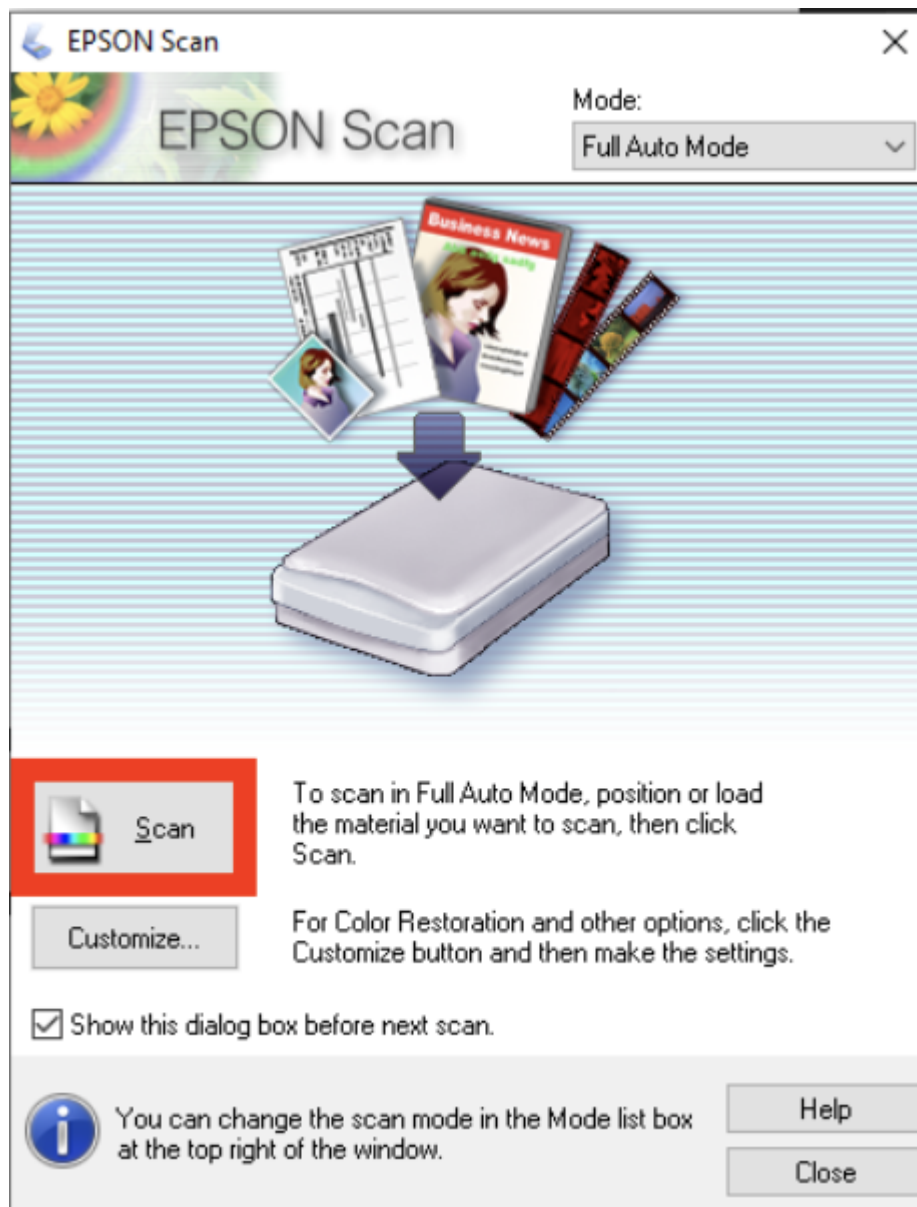 EPSON Scan
EPSON Scan
Mode:
Full Auto Mode
Business News
Scan
To scan in Full Auto Mode, position or load
the material you want to scan, then click
Scan.
Customize...
For Color Restoration and other options, click the
Customize button and then make the settings.
Show this dialog box before next scan.
You can change the scan mode in the Mode list box
at the top right of the window.
Help
Close